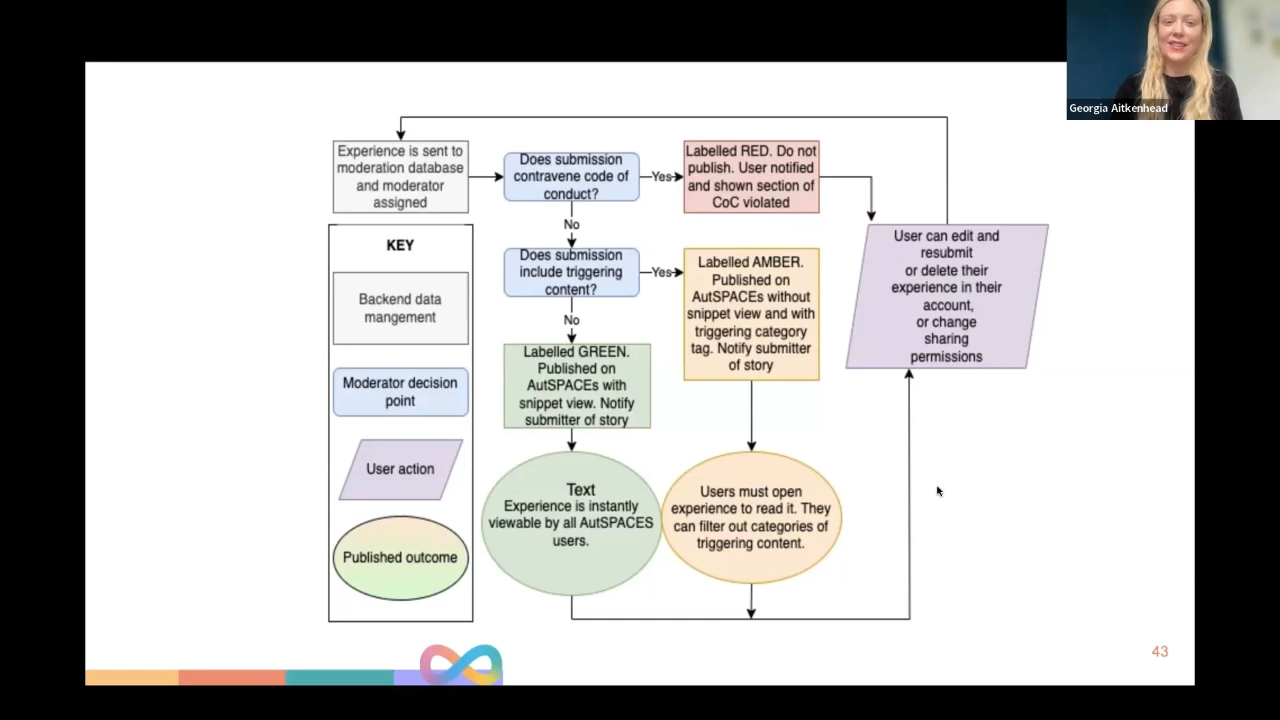 Georgia Aitkenhead
Experience is sent to
moderation database
and moderator
assigned
Does submission
contravene code of
conduct?
Yes
Labelled RED. Do not
publish. User notified
and shown section of
CoC violated
No
KEY
Backend data
mangement
Moderator decision
point
User action
Published outcome
Does submission
include triggering
content?
Yes
Labelled AMBER.
Published on
AutSPACEs without
snippet view and with
triggering category
tag. Notify submitter
of story
User can edit and
resubmit
or delete their
experience in their
account,
or change
sharing
permissions
No
Labelled GREEN.
Published on
AutSPACEs with
snippet view. Notify
submitter of story
Text
Experience is instantly
viewable by all AutSPACES
users.
Users must open
experience to read it. They
can filter out categories of
triggering content.
43